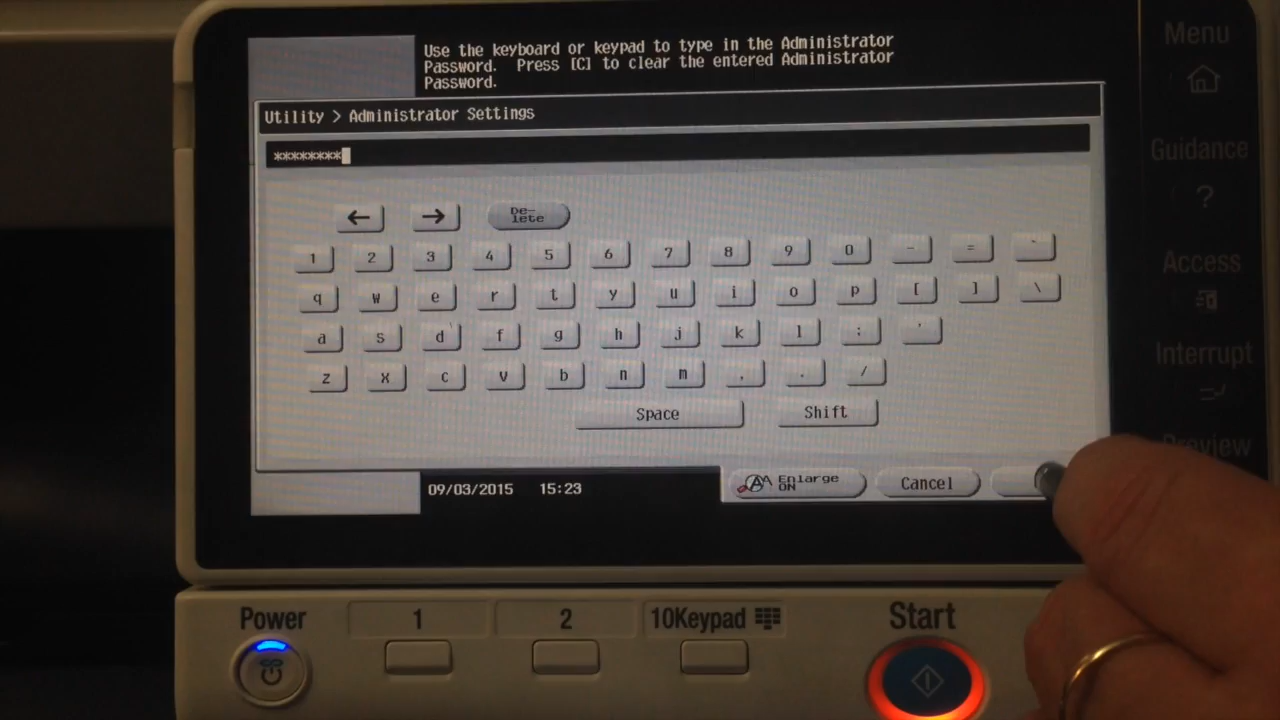 Use the keyboard or keypad to type in the Administrator
Password. Press [C] to clear the entered Administrator
Password.
Menu
Utility > Administrator Settings
********
Guidance
?
← → De-
lete
1 2 3 4 5 6 7 8 9 0 - = `
q w e r t y u i o p [ ] \
Access
a s d f g h j k l ; '
z x c v b n m , . /
Interrupt
Space Shift
Preview
09/03/2015 15:23
Enlarge
ON
Cancel
Power 1 2 10Keypad Start